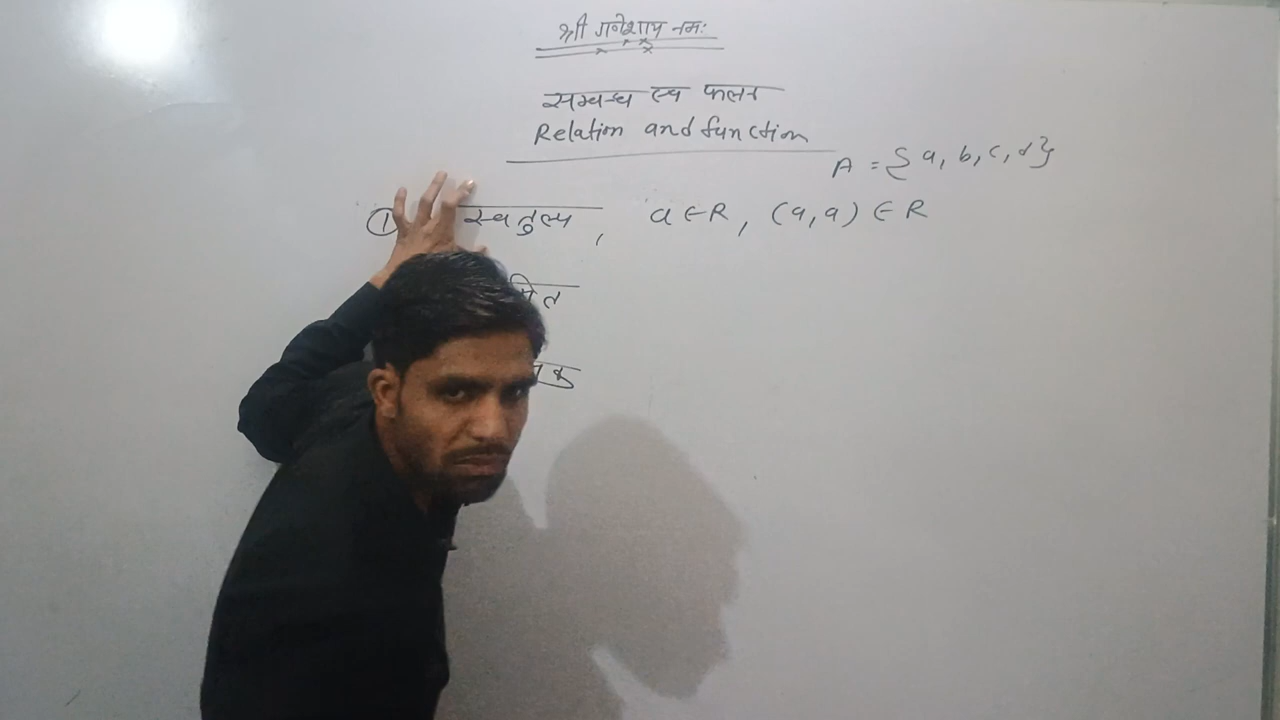 श्री गणेशाय नमः
सम्बन्ध एवं फलन
Relation and function
A = {a, b, c, d}
① स्वतुल्य, a ∈ R, (a, a) ∈ R
मित
क